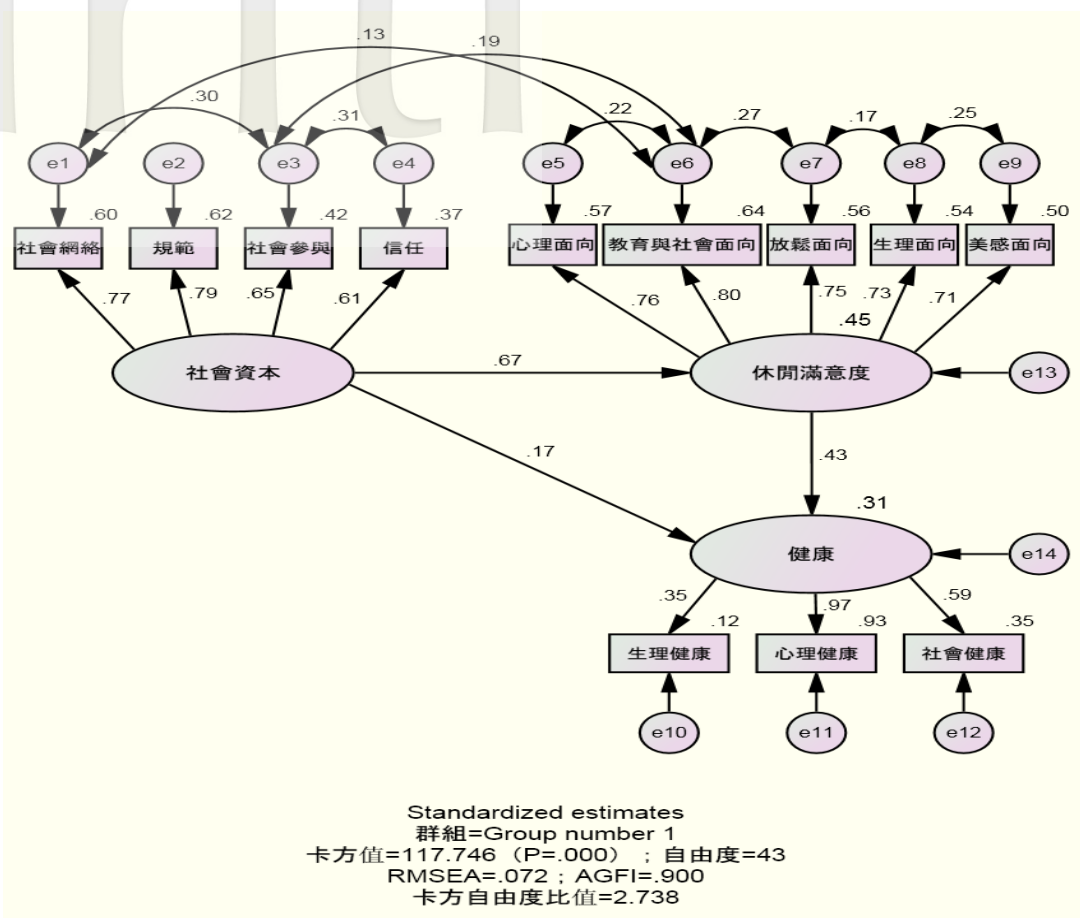 .13
.19
.30
.31
.22
.27
.17
.25
e1
e2
e3
e4
e5
e6
e7
e8
e9
.60
.62
.42
.37
.57
.64
.56
.54
.50
社會網絡
規範
社會參與
信任
心理面向
教育與社會面向
放鬆面向
生理面向
美感面向
.77
.79
.65
.61
.76
.80
.75
.73
.71
.45
社會資本
.67
休閒滿意度
e13
.17
.43
.31
健康
e14
.35
.97
.59
.12
.93
.35
生理健康
心理健康
社會健康
e10
e11
e12
Standardized estimates
群組=Group number 1
卡方值=117.746（P=.000）；自由度=43
RMSEA=.072；AGFI=.900
卡方自由度比值=2.738